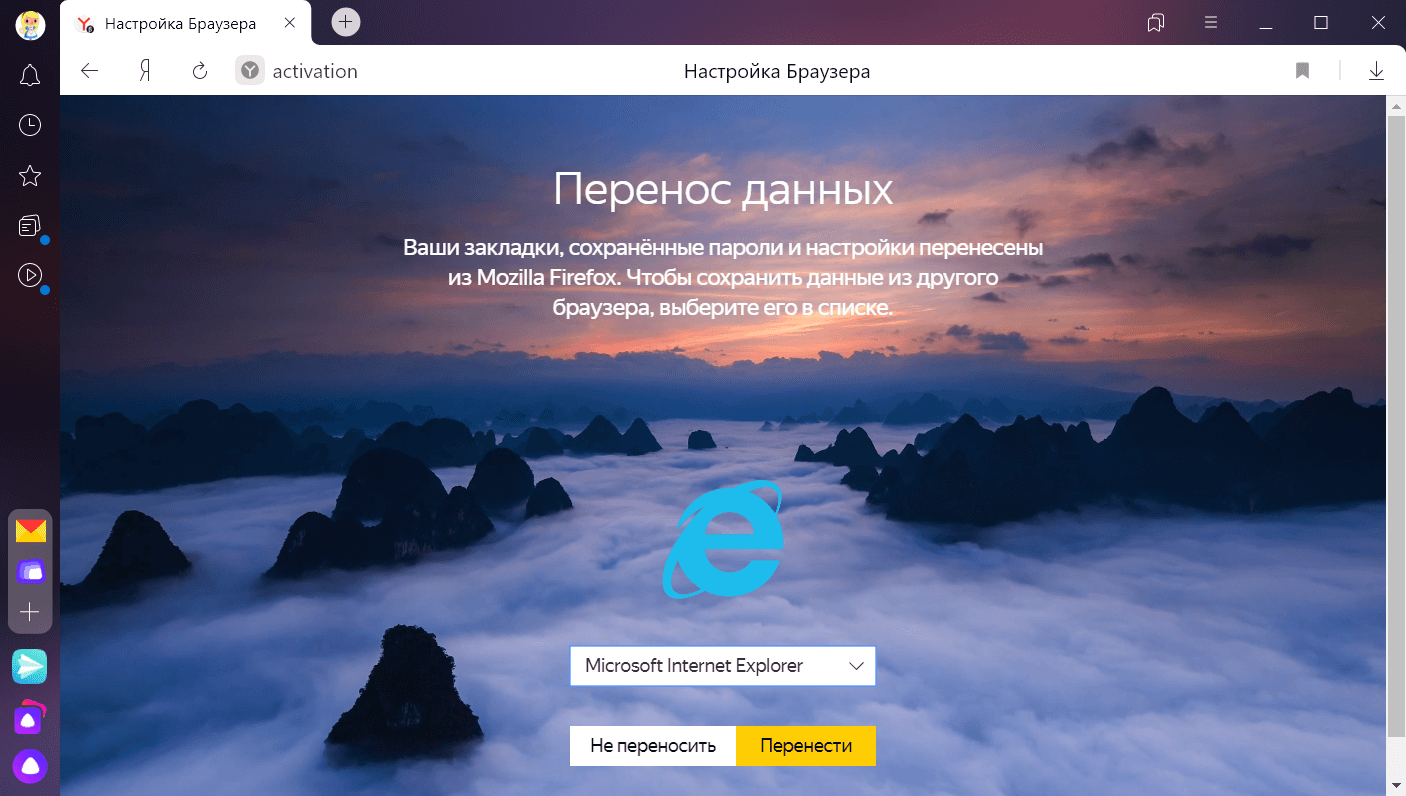 Настройка Браузера
activation
Настройка Браузера
Перенос данных
Ваши закладки, сохранённые пароли и настройки перенесены
из Mozilla Firefox. Чтобы сохранить данные из другого
браузера, выберите его в списке.
Microsoft Internet Explorer
Не переносить
Перенести